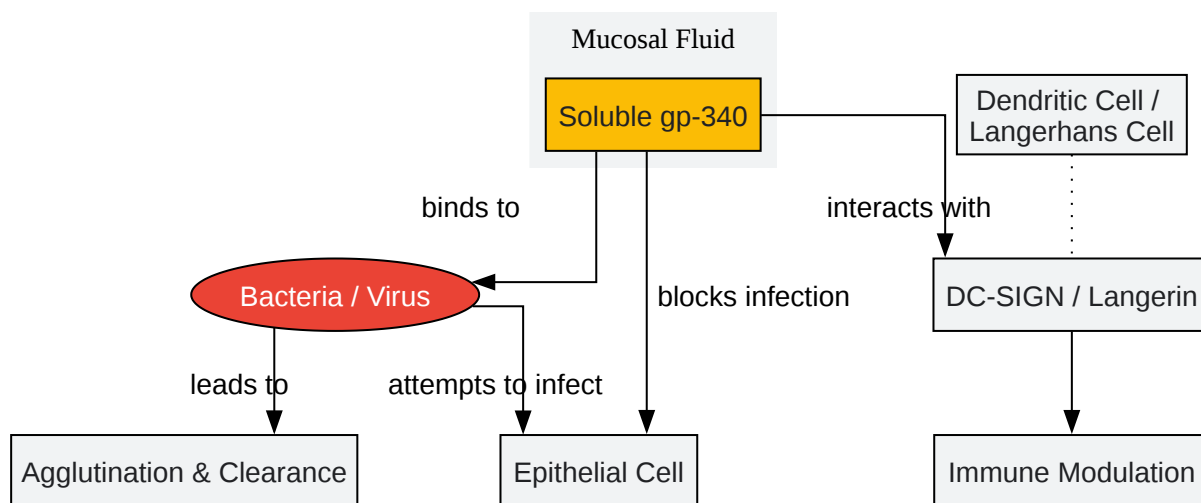 Mucosal Fluid
Soluble gp-340
Dendritic Cell /
Langerhans Cell
binds to
interacts with
Bacteria / Virus
blocks infection
DC-SIGN / Langerin
leads to
attempts to infect
Agglutination & Clearance
Epithelial Cell
Immune Modulation